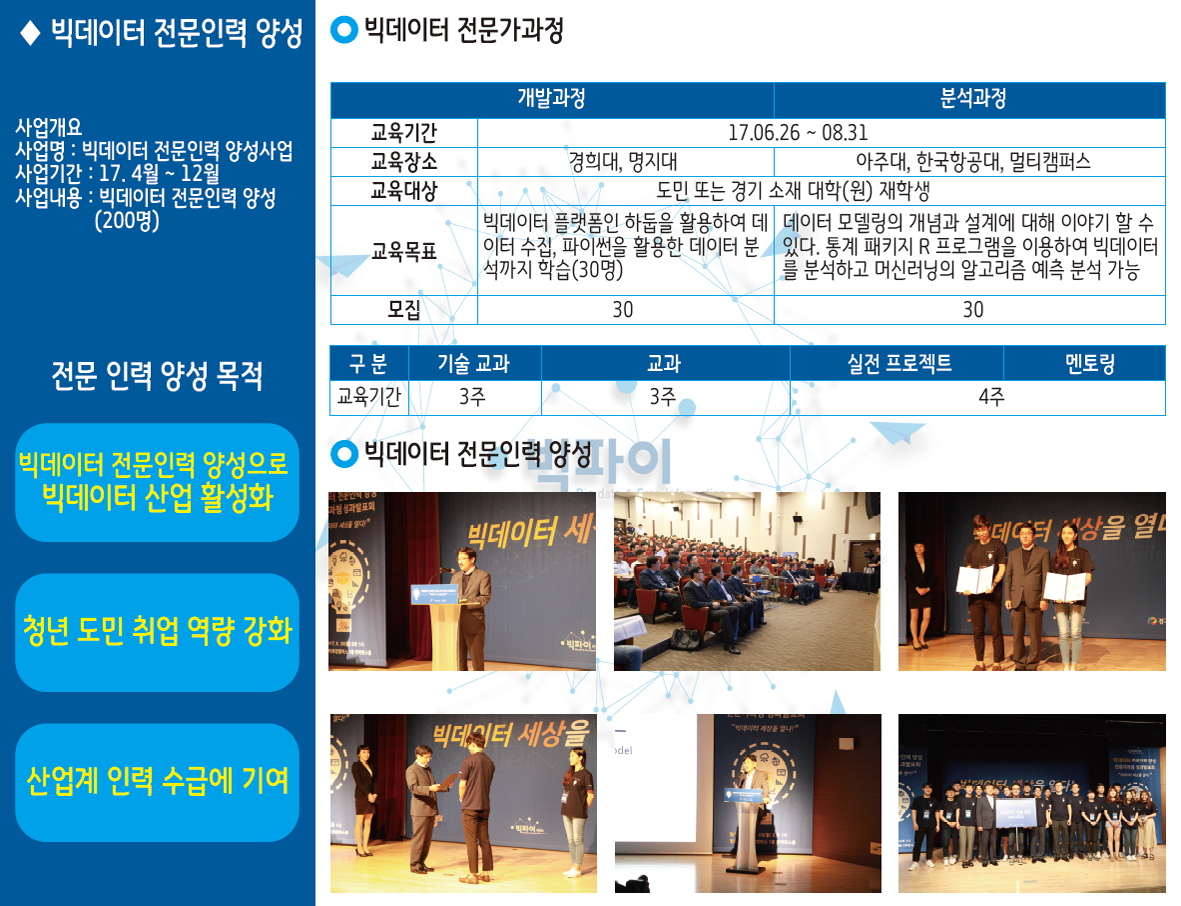 ◆ 빅데이터 전문인력 양성
사업개요
사업명 : 빅데이터 전문인력 양성사업
사업기간 : 17. 4월 ~ 12월
사업내용 : 빅데이터 전문인력 양성
(200명)
전문 인력 양성 목적
빅데이터 전문인력 양성으로
빅데이터 산업 활성화
청년 도민 취업 역량 강화
산업계 인력 수급에 기여
빅데이터 전문가과정
개발과정 분석과정
교육기간 17.06.26 ~ 08.31
교육장소 경희대, 명지대 아주대, 한국항공대, 멀티캠퍼스
교육대상 도민 또는 경기 소재 대학(원) 재학생
교육목표
빅데이터 플랫폼인 하둡을 활용하여 데
이터 수집, 파이썬을 활용한 데이터 분
석까지 학습(30명)
데이터 모델링의 개념과 설계에 대해 이야기 할 수
있다. 통계 패키지 R 프로그램을 이용하여 빅데이터
를 분석하고 머신러닝의 알고리즘 예측 분석 가능
모집 30 30
구 분 기술 교과 교과 실전 프로젝트 멘토링
교육기간 3주 3주 4주
빅데이터 전문인력 양성
빅파이
빅데이터 세
빅파이
빅데이터 세상을 열다
빅데이터 세상을
빅파이
"빅데이터 세상을 열다!"
빅데이터 세상을 열다!